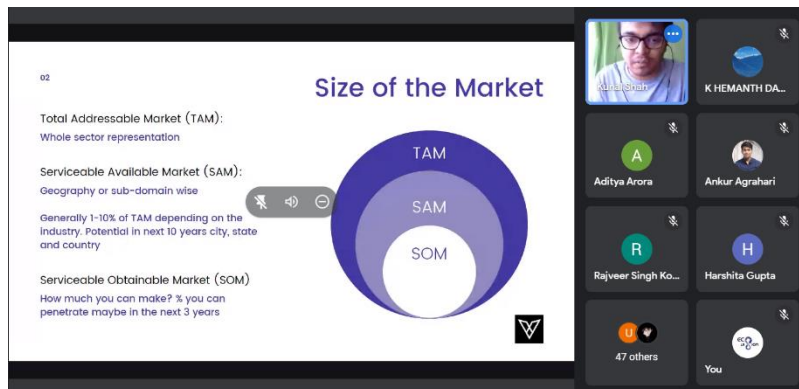 02
Size of the Market
Total Addressable Market (TAM):
Whole sector representation
Serviceable Available Market (SAM):
Geography or sub-domain wise
Generally 1-10% of TAM depending on the
industry. Potential in next 10 years city, state
and country
Serviceable Obtainable Market (SOM)
How much you can make? % you can
penetrate maybe in the next 3 years
TAM
SAM
SOM
Kunal Shah
K HEMANTH DA...
A
Aditya Arora
Ankur Agrahari
R
Rajveer Singh Ko...
H
Harshita Gupta
U
47 others
You